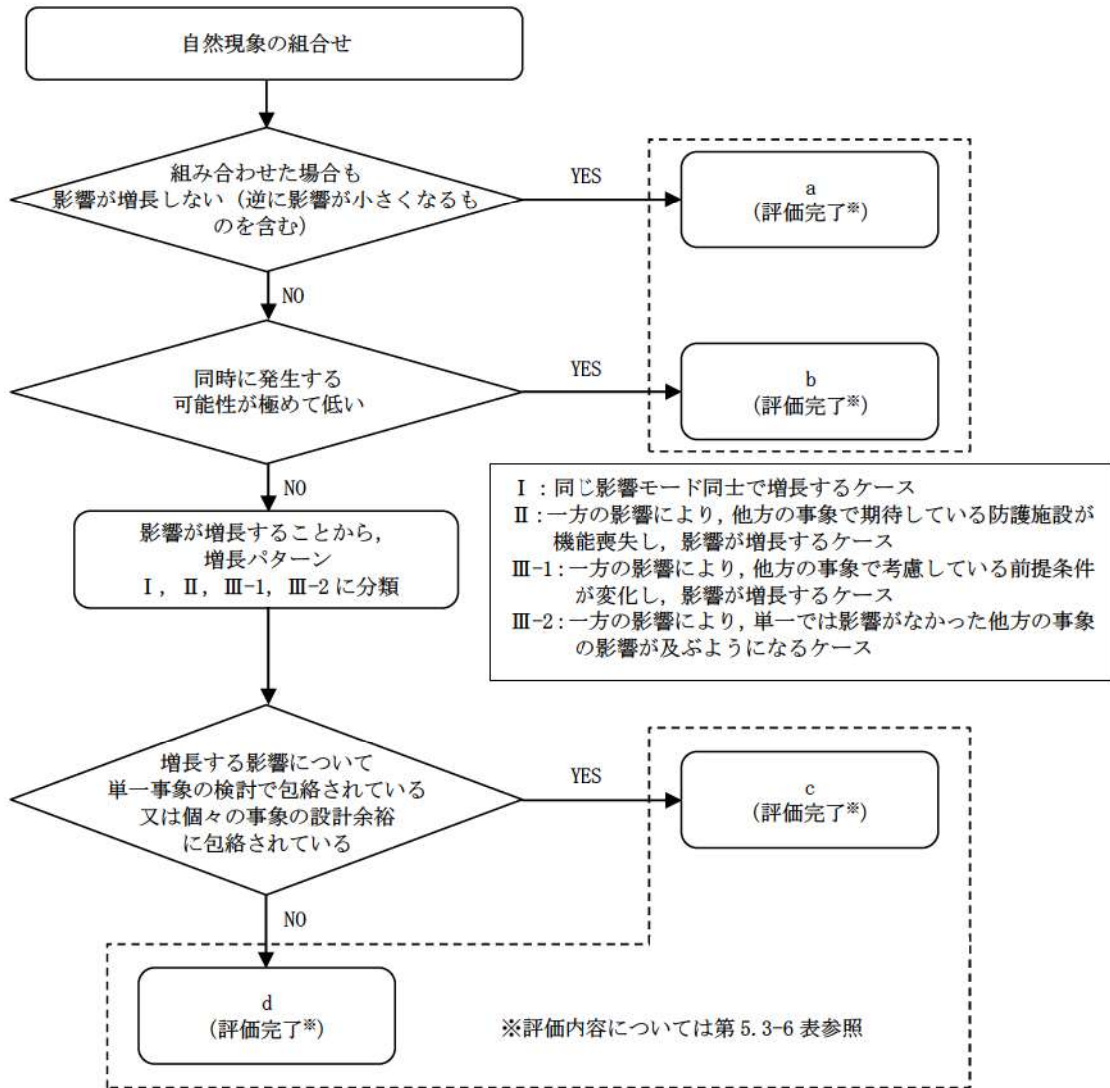 自然現象の組合せ
組み合わせた場合も
影響が増長しない（逆に影響が小さくなるも
のを含む）
YES
a
（評価完了※）
NO
同時に発生する
可能性が極めて低い
YES
b
（評価完了※）
NO
影響が増長することから，
増長パターン
Ⅰ，Ⅱ，Ⅲ-1，Ⅲ-2に分類
Ⅰ：同じ影響モード同士で増長するケース
Ⅱ：一方の影響により，他方の事象で期待している防護施設が
機能喪失し，影響が増長するケース
Ⅲ-1：一方の影響により，他方の事象で考慮している前提条件
が変化し，影響が増長するケース
Ⅲ-2：一方の影響により，単一では影響がなかった他方の事象
の影響が及ぶようになるケース
増長する影響について
単一事象の検討で包絡されている
又は個々の事象の設計余裕
に包絡されている
YES
c
（評価完了※）
NO
d
（評価完了※）
※評価内容については第5.3-6表参照